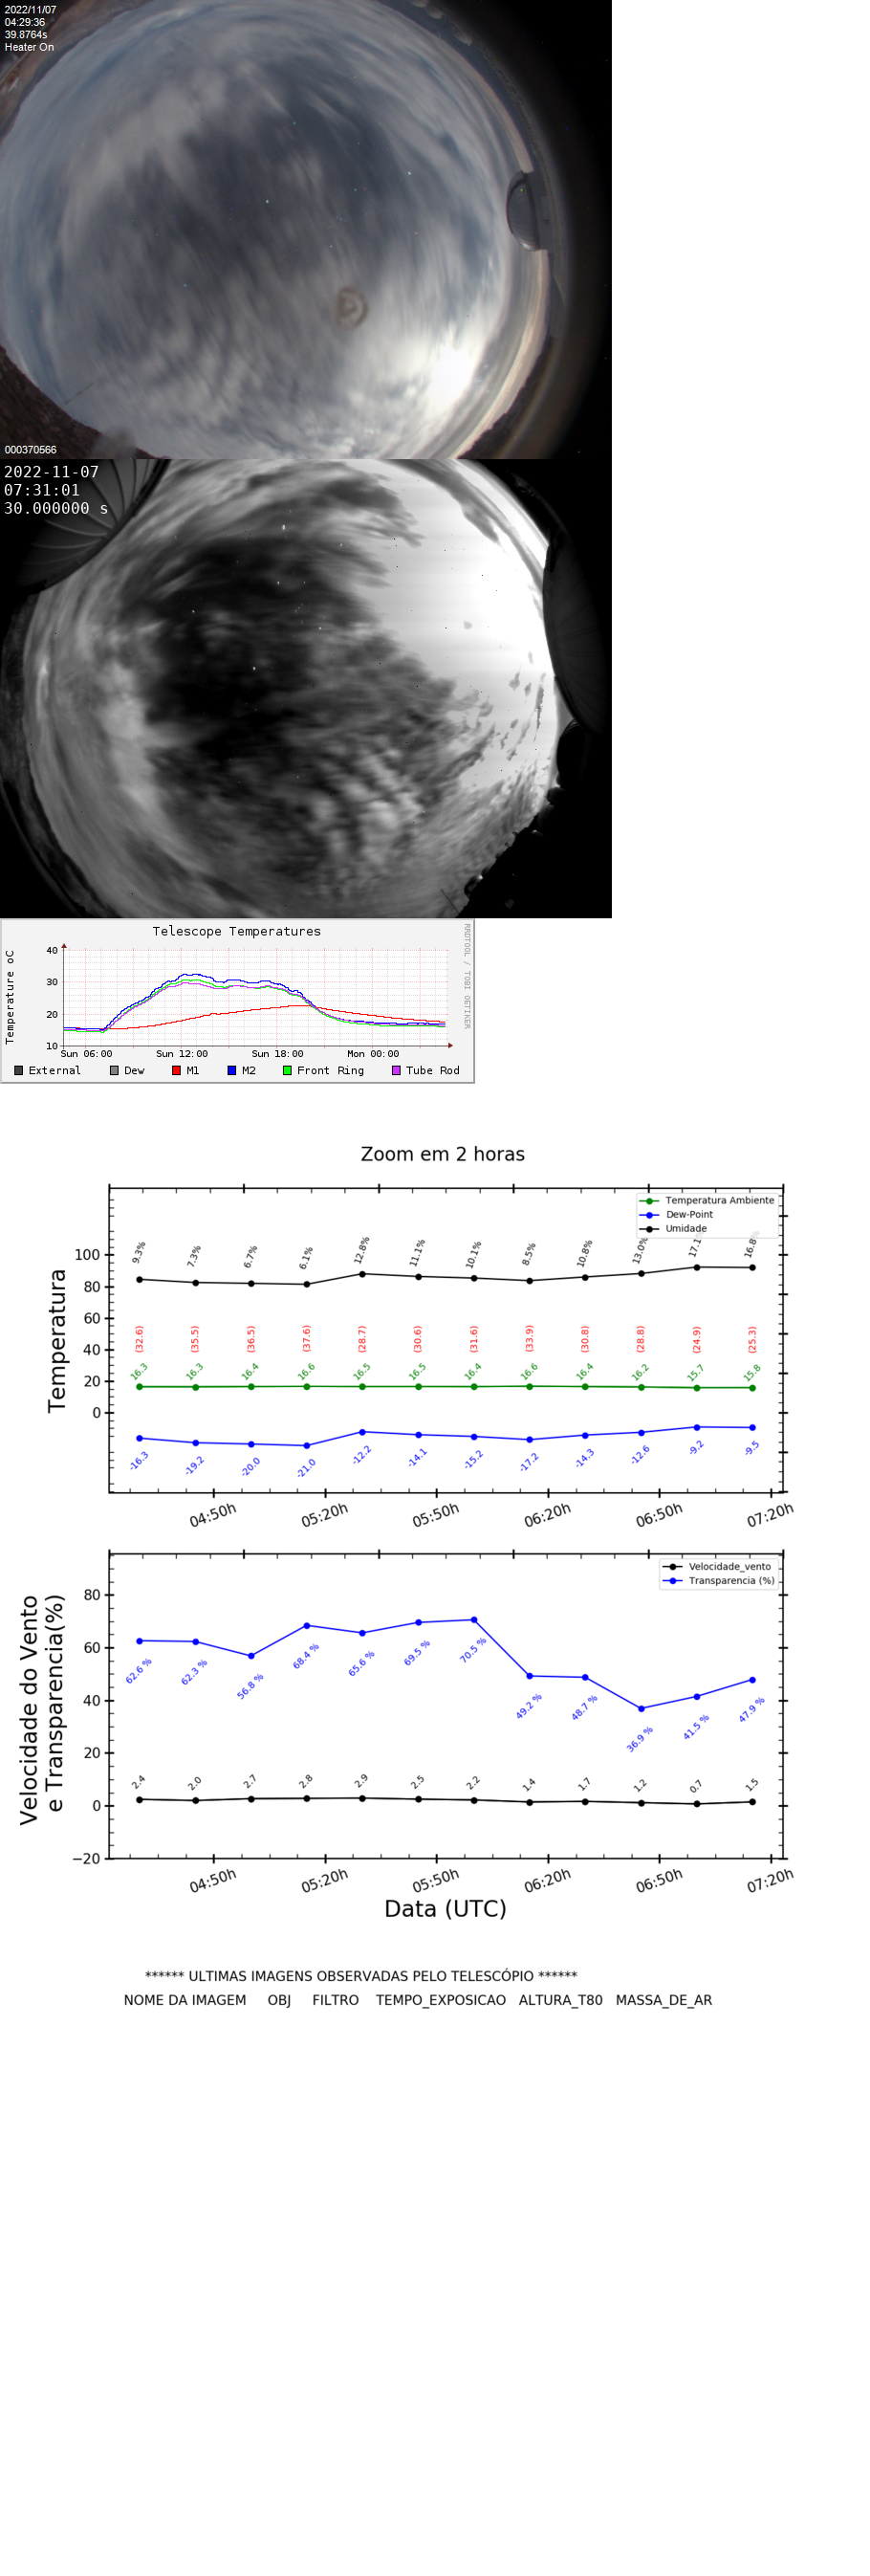 2022/11/07
04:29:36
39.8764s
Heater On
000370566
2022-11-07
07:31:01
30.000000 s
Telescope Temperatures
Temperature oC
RRDTOOL / TOBI OETIKER
40
30
20
10
Sun 06:00 Sun 12:00 Sun 18:00 Mon 00:00
External Dew M1 M2 Front Ring Tube Rod
Zoom em 2 horas
Temperatura
Temperatura Ambiente
Dew-Point
Umidade
100
80
60
40
20
0
9.3% 7.3% 6.7% 6.1% 12.8% 11.1% 10.1% 8.5% 10.8% 13.0% 17.1% 16.8%
(32.6) (35.5) (36.5) (37.6) (28.7) (30.6) (31.6) (33.9) (30.8) (28.8) (24.9) (25.3)
16.3 16.3 16.4 16.6 16.5 16.5 16.4 16.6 16.4 16.2 15.7 15.8
-16.3 -19.2 -20.0 -21.0 -12.2 -14.1 -15.2 -17.2 -14.3 -12.6 -9.2 -9.5
04:50h 05:20h 05:50h 06:20h 06:50h 07:20h
Velocidade do Vento
e Transparencia(%)
Velocidade_vento
Transparencia (%)
80
60
40
20
0
−20
62.6 % 62.3 % 56.8 % 68.4 % 65.6 % 69.5 % 70.5 % 49.2 % 48.7 % 36.9 % 41.5 % 47.9 %
2.4 2.0 2.7 2.8 2.9 2.5 2.2 1.4 1.7 1.2 0.7 1.5
04:50h 05:20h 05:50h 06:20h 06:50h 07:20h
Data (UTC)
****** ULTIMAS IMAGENS OBSERVADAS PELO TELESCÓPIO ******
NOME DA IMAGEM OBJ FILTRO TEMPO_EXPOSICAO ALTURA_T80 MASSA_DE_AR